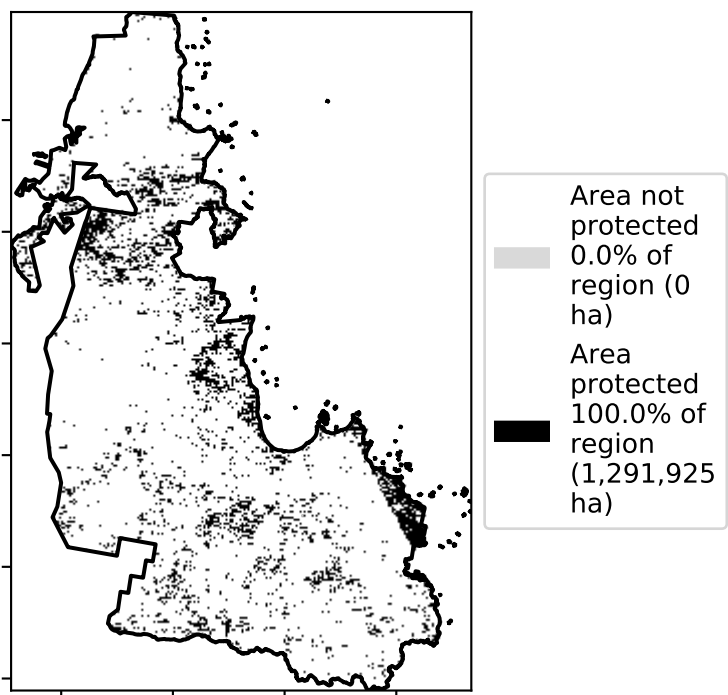 Area not
protected
0.0% of
region (0
ha)
Area
protected
100.0% of
region
(1,291,925
ha)